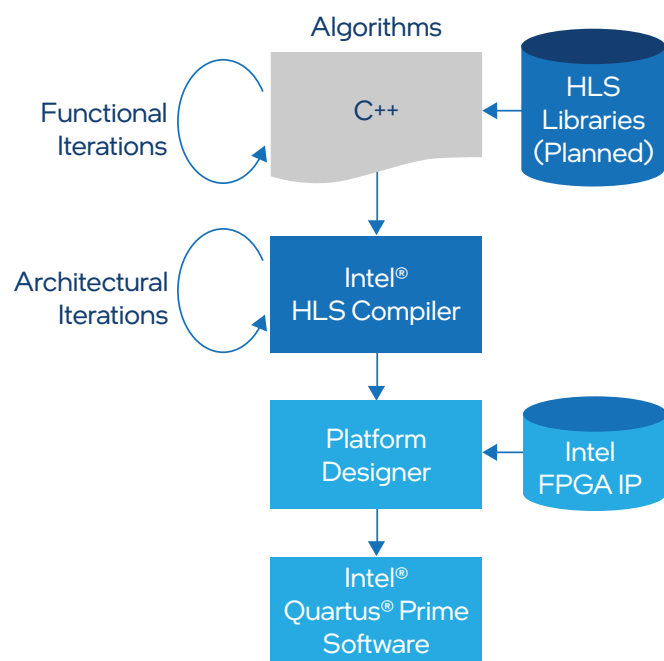 Algorithms
Functional
Iterations
C++
HLS
Libraries
(Planned)
Architectural
Iterations
Intel®
HLS Compiler
Platform
Designer
Intel
FPGA IP
Intel®
Quartus® Prime
Software